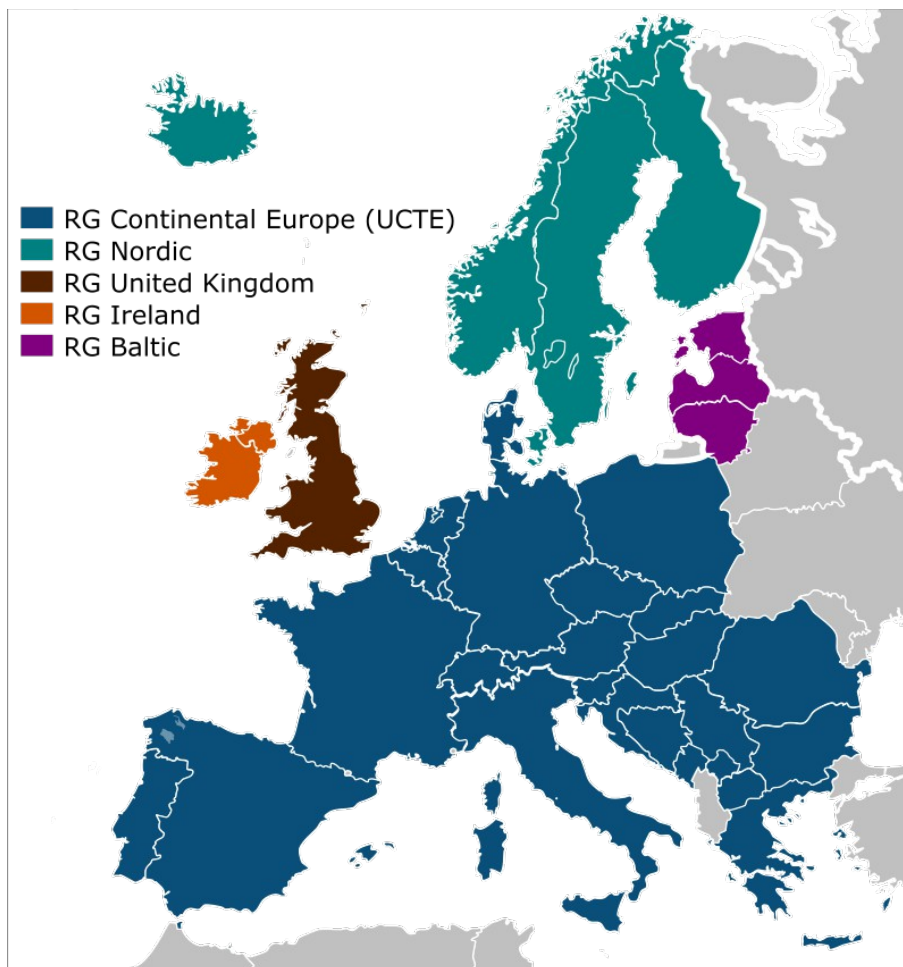 RG Continental Europe (UCTE)
RG Nordic
RG United Kingdom
RG Ireland
RG Baltic